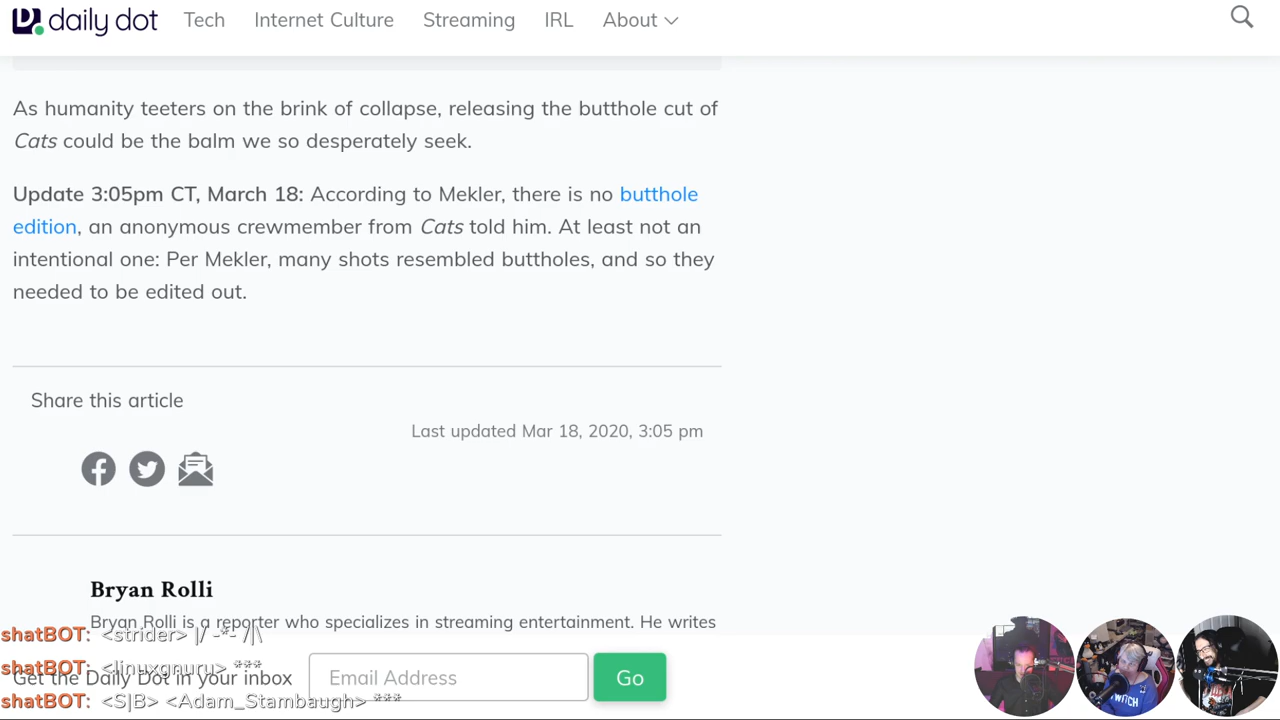 daily dot Tech Internet Culture Streaming IRL About
As humanity teeters on the brink of collapse, releasing the butthole cut of
Cats could be the balm we so desperately seek.
Update 3:05pm CT, March 18: According to Mekler, there is no butthole
edition, an anonymous crewmember from Cats told him. At least not an
intentional one: Per Mekler, many shots resembled buttholes, and so they
needed to be edited out.
Share this article
Last updated Mar 18, 2020, 3:05 pm
Bryan Rolli
Bryan Rolli is a reporter who specializes in streaming entertainment. He writes
shatBOT: <strider> |/ -*- /|\
shatBOT: <linuxgnuru> ***
Get the Daily Dot in your inbox Email Address Go
shatBOT: <S|B> <Adam_Stambaugh> ***
WITCH